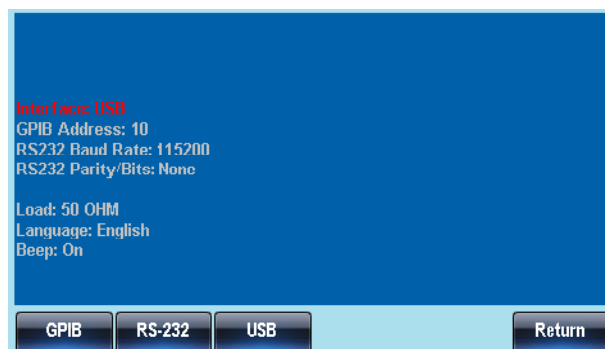 Interface: USB
GPIB Address: 10
RS232 Baud Rate: 115200
RS232 Parity/Bits: None
Load: 50 OHM
Language: English
Beep: On
GPIB RS-232 USB Return